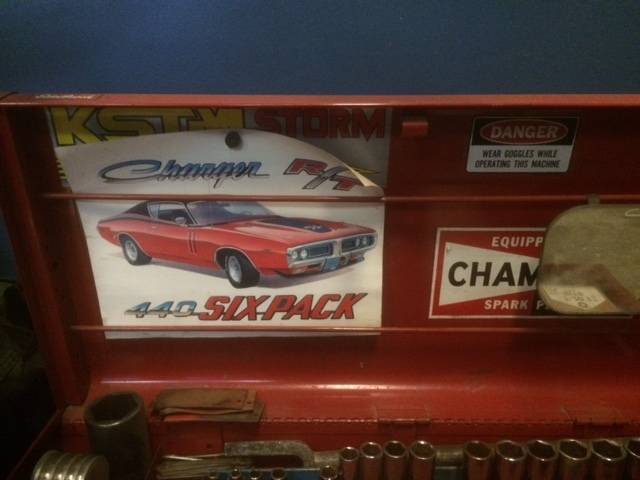 KSTM STORM
Charger R/T
440 SIX PACK
DANGER
WEAR GOGGLES WHILE
OPERATING THIS MACHINE
EQUIPP
CHAM
SPARK P